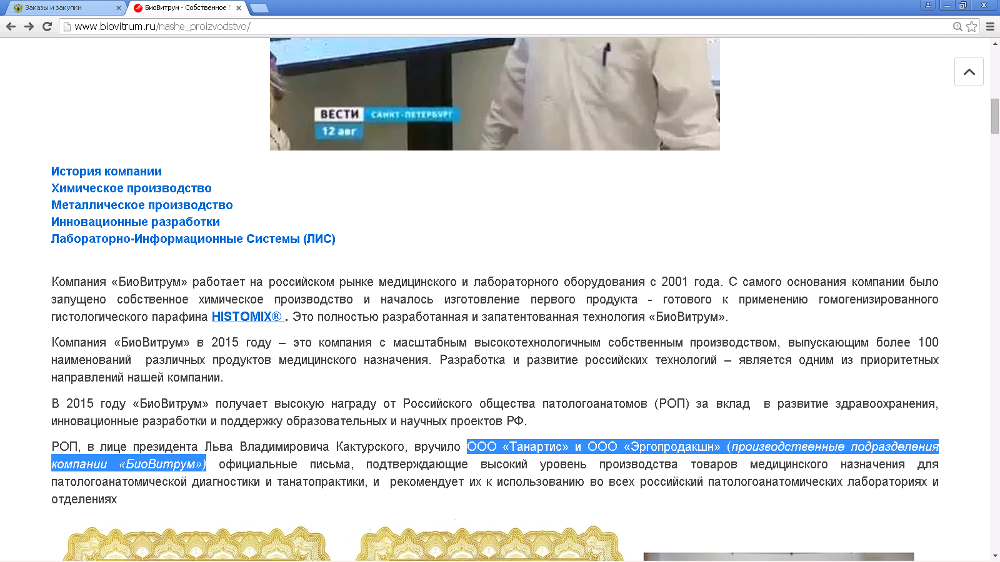 Заказы и закупки
БиоВитрум - Собственное П
www.biovitrum.ru/nashe_proizvodstvo/
ВЕСТИ САНКТ-ПЕТЕРБУРГ
12 авг
История компании
Химическое производство
Металлическое производство
Инновационные разработки
Лабораторно-Информационные Системы (ЛИС)
Компания «БиоВитрум» работает на российском рынке медицинского и лабораторного оборудования с 2001 года. С самого основания компании было
запущено собственное химическое производство и началось изготовление первого продукта - готового к применению гомогенизированного
гистологического парафина HISTOMIX® . Это полностью разработанная и запатентованная технология «БиоВитрум».
Компания «БиоВитрум» в 2015 году – это компания с масштабным высокотехнологичным собственным производством, выпускающим более 100
наименований различных продуктов медицинского назначения. Разработка и развитие российских технологий – является одним из приоритетных
направлений нашей компании.
В 2015 году «БиоВитрум» получает высокую награду от Российского общества патологоанатомов (РОП) за вклад в развитие здравоохранения,
инновационные разработки и поддержку образовательных и научных проектов РФ.
РОП, в лице президента Льва Владимировича Кактурского, вручило ООО «Танартис» и ООО «Эргопродакшн» (производственные подразделения
компании «БиоВитрум») официальные письма, подтверждающие высокий уровень производства товаров медицинского назначения для
патологоанатомической диагностики и танатопрактики, и рекомендует их к использованию во всех российский патологоанатомических лабораториях и
отделениях